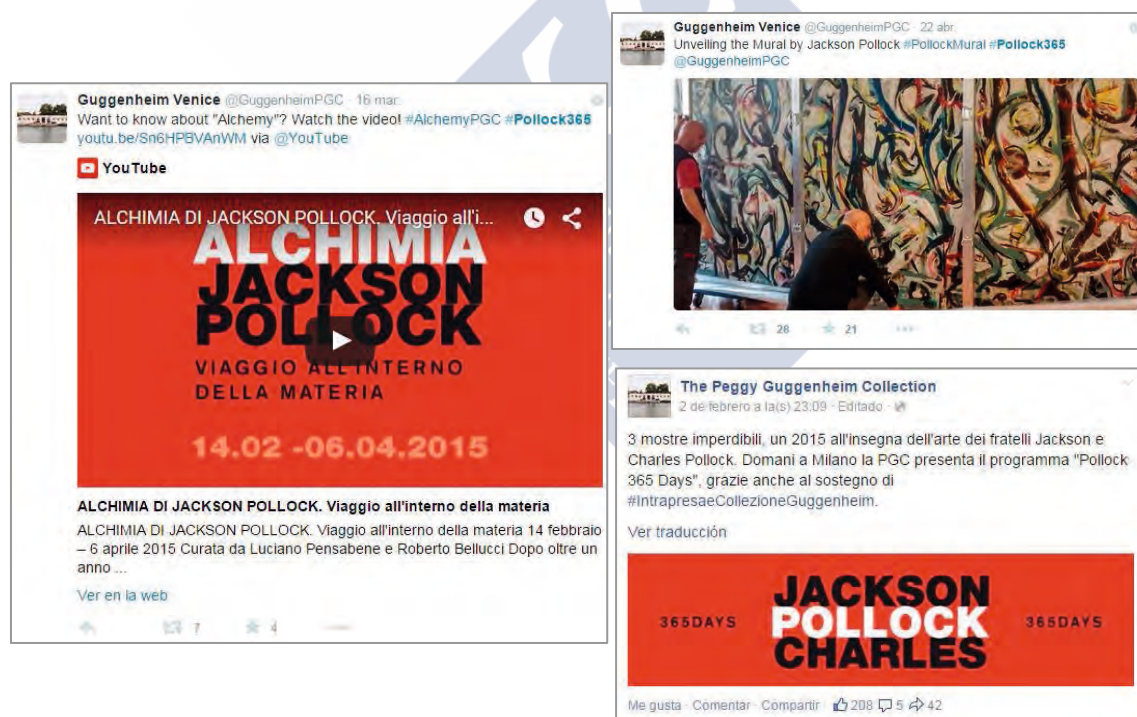 Guggenheim Venice @GuggenheimPGC · 16 mar.
Want to know about "Alchemy"? Watch the video! #AlchemyPGC #Pollock365
youtu.be/Sn6HPBVAnWM via @YouTube
YouTube
ALCHIMIA DI JACKSON POLLOCK. Viaggio all'i...
ALCHIMIA
JACKSON
POLLOCK
VIAGGIO ALL'INTERNO
DELLA MATERIA
14.02 -06.04.2015
ALCHIMIA DI JACKSON POLLOCK. Viaggio all'interno della materia
ALCHIMIA DI JACKSON POLLOCK. Viaggio all'interno della materia 14 febbraio
– 6 aprile 2015 Curata da Luciano Pensabene e Roberto Bellucci Dopo oltre un
anno ...
Ver en la web
7 4
Guggenheim Venice @GuggenheimPGC · 22 abr.
Unveiling the Mural by Jackson Pollock #PollockMural #Pollock365
@GuggenheimPGC
28 21
The Peggy Guggenheim Collection
2 de febrero a la(s) 23:09 · Editado ·
3 mostre imperdibili, un 2015 all'insegna dell'arte dei fratelli Jackson e
Charles Pollock. Domani a Milano la PGC presenta il programma "Pollock
365 Days", grazie anche al sostegno di
#IntrapresaeCollezioneGuggenheim.
Ver traducción
JACKSON
365DAYS POLLOCK 365DAYS
CHARLES
Me gusta · Comentar · Compartir · 208 5 42